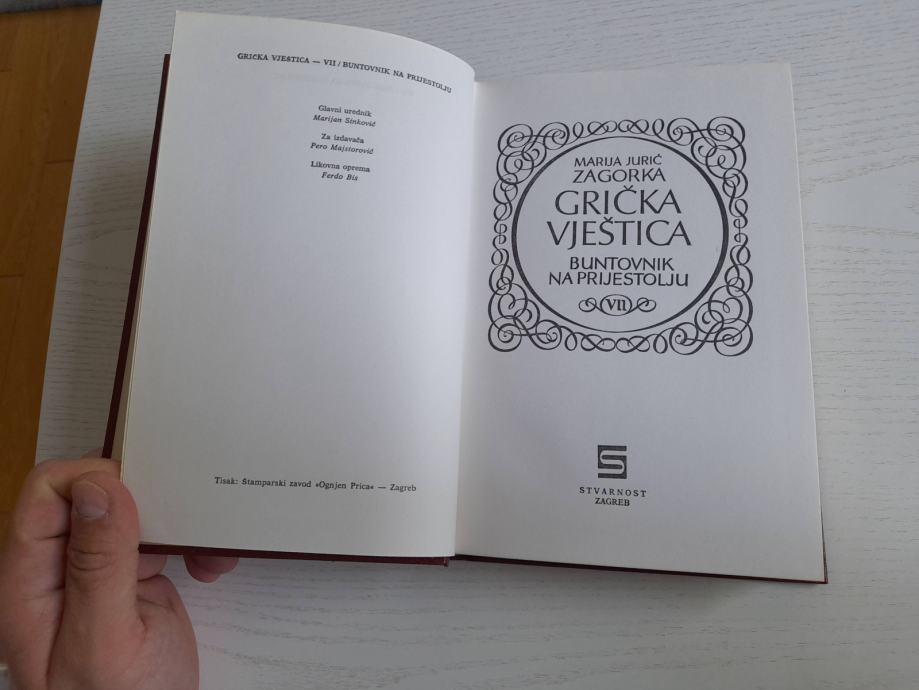 GRIČKA VJEŠTICA — VII / BUNTOVNIK NA PRIJESTOLJU
Glavni urednik
Marijan Sinković
Za izdavača
Pero Majstorović
Likovna oprema
Ferdo Bis
Tisak: Štamparski zavod »Ognjen Prica« — Zagreb
MARIJA JURIĆ
ZAGORKA
GRIČKA
VJEŠTICA
BUNTOVNIK
NA PRIJESTOLJU
VII
STVARNOST
ZAGREB